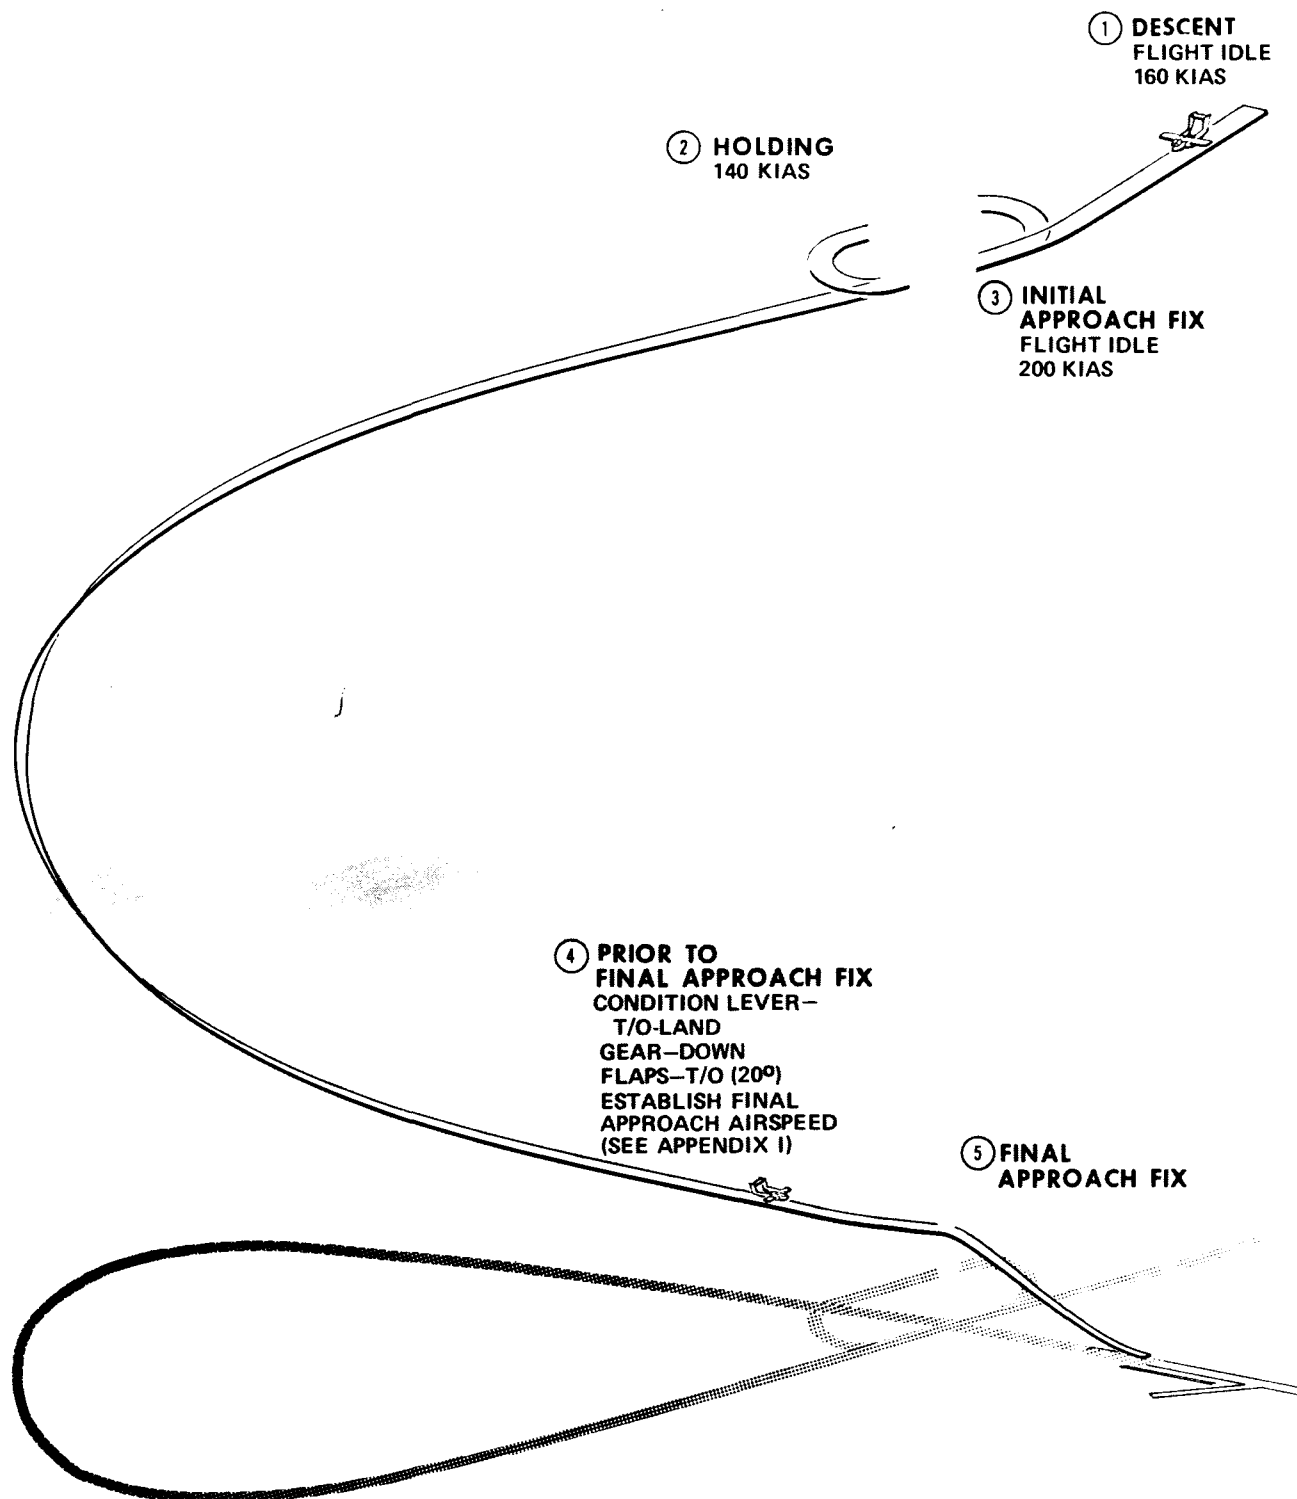 1 DESCENT
FLIGHT IDLE
160 KIAS
2 HOLDING
140 KIAS
3 INITIAL
APPROACH FIX
FLIGHT IDLE
200 KIAS
4 PRIOR TO
FINAL APPROACH FIX
CONDITION LEVER—
T/O-LAND
GEAR—DOWN
FLAPS—T/O (20º)
ESTABLISH FINAL
APPROACH AIRSPEED
(SEE APPENDIX I)
5 FINAL
APPROACH FIX